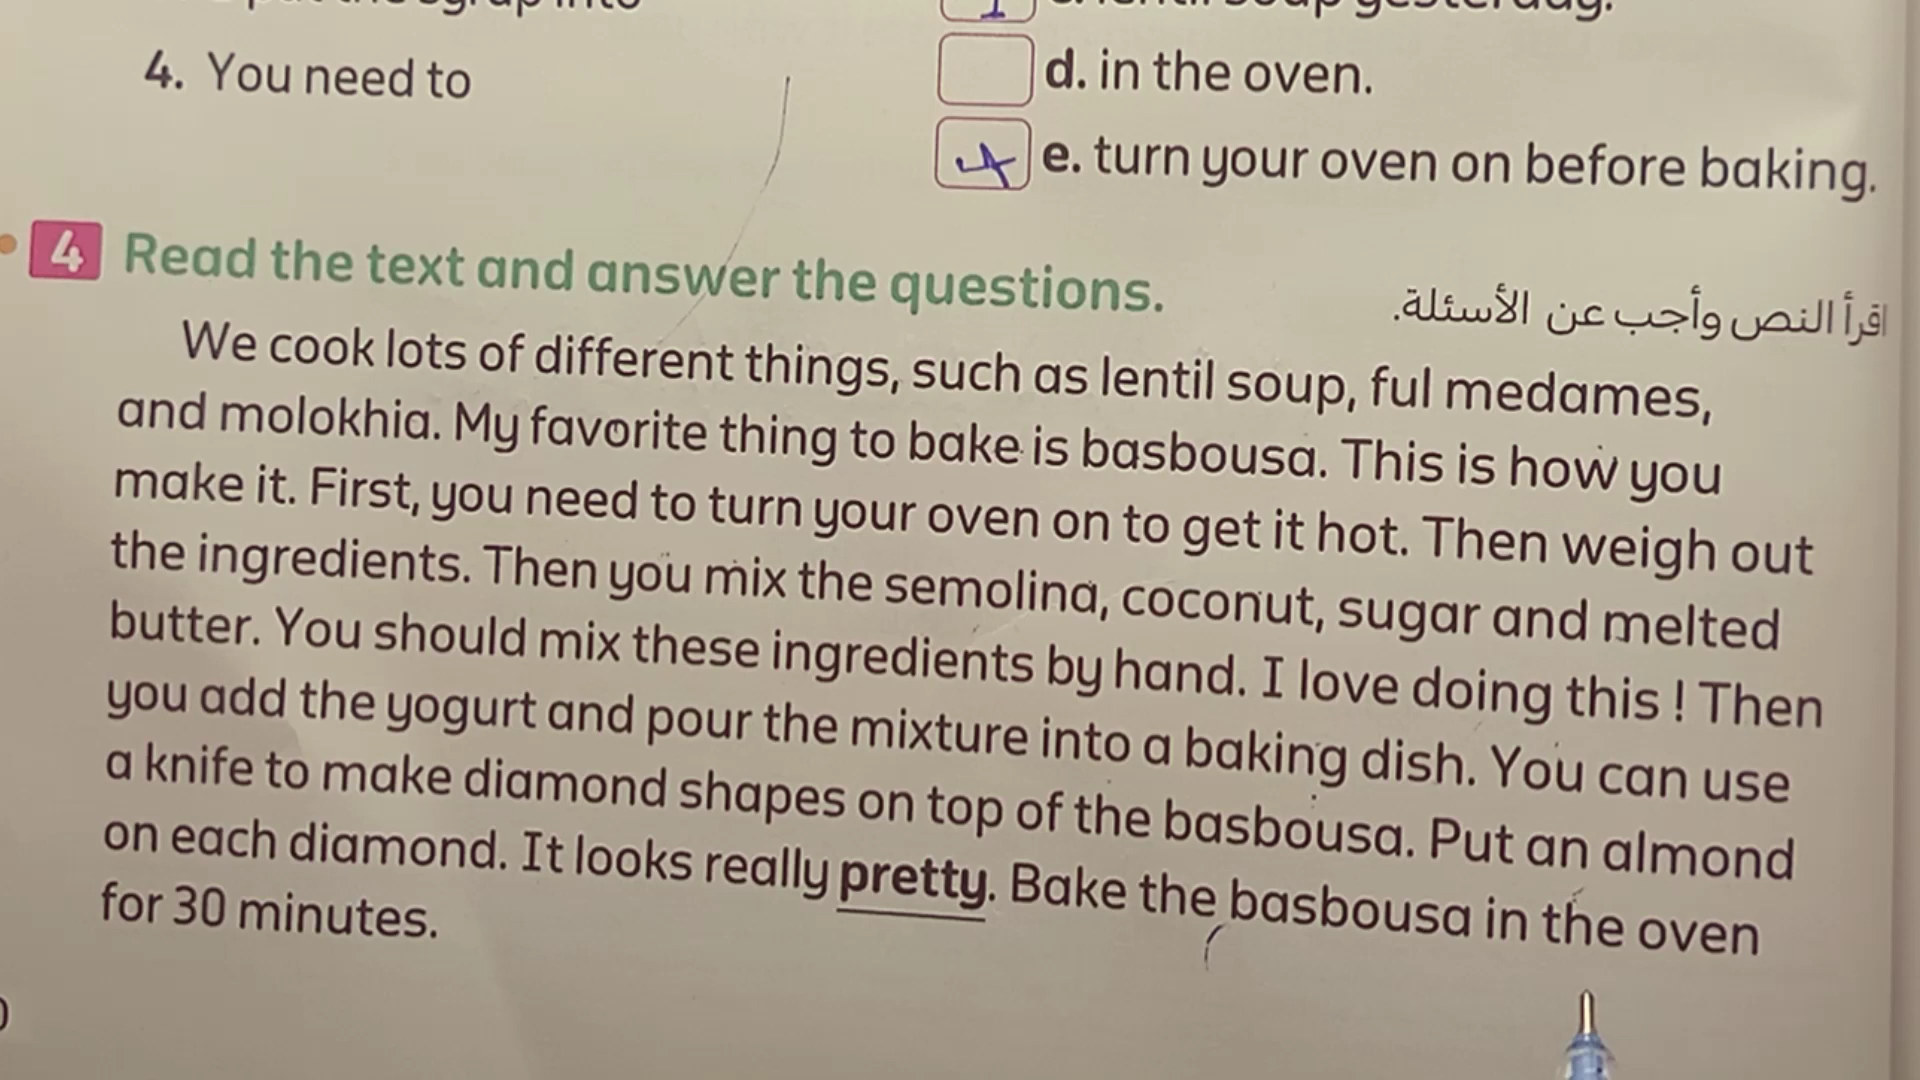 4. You need to
d. in the oven.
4 e. turn your oven on before baking.
4 Read the text and answer the questions.
اقرأ النص وأجب عن الأسئلة.
We cook lots of different things, such as lentil soup, ful medames,
and molokhia. My favorite thing to bake is basbousa. This is how you
make it. First, you need to turn your oven on to get it hot. Then weigh out
the ingredients. Then you mix the semolina, coconut, sugar and melted
butter. You should mix these ingredients by hand. I love doing this ! Then
you add the yogurt and pour the mixture into a baking dish. You can use
a knife to make diamond shapes on top of the basbousa. Put an almond
on each diamond. It looks really pretty. Bake the basbousa in the oven
for 30 minutes.